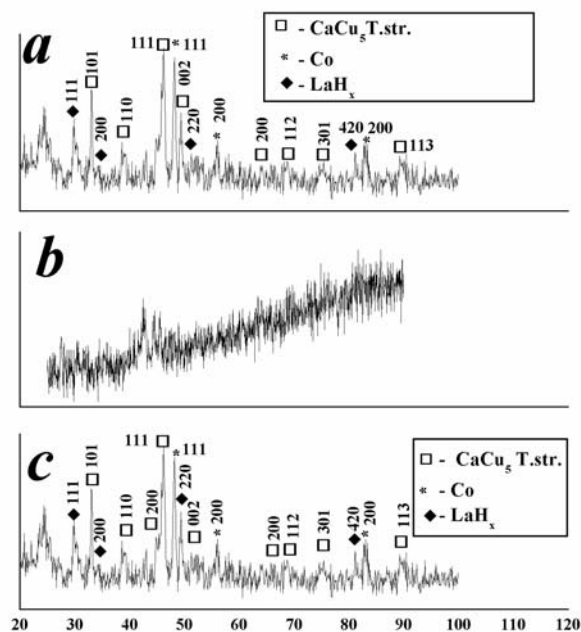 a
111 * 111
□ - CaCu5T.str.
* - Co
◆ - LaHx
101
002
111
110
220
* 200
200
200
112
301
420 200
* 
113
b
c
111 * 111
□ - CaCu5 T.str.
* - Co
◆ - LaHx
101
220
111
200
110
200
002
*200
200
112
301
420
*200
113
20 30 40 50 60 70 80 90 100 110 120